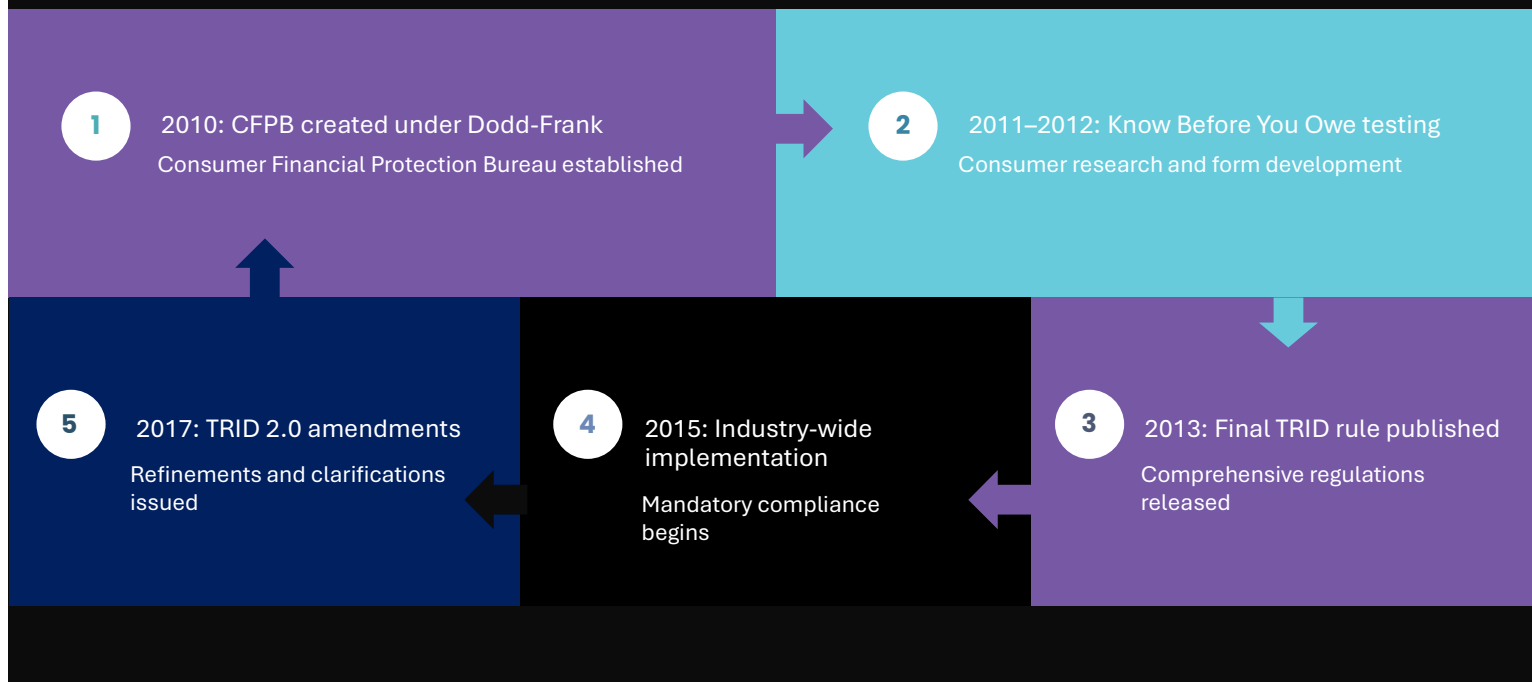 1
2010: CFPB created under Dodd-Frank
Consumer Financial Protection Bureau established
2
2011–2012: Know Before You Owe testing
Consumer research and form development
3
2013: Final TRID rule published
Comprehensive regulations
released
4
2015: Industry-wide
implementation
Mandatory compliance
begins
5
2017: TRID 2.0 amendments
Refinements and clarifications
issued